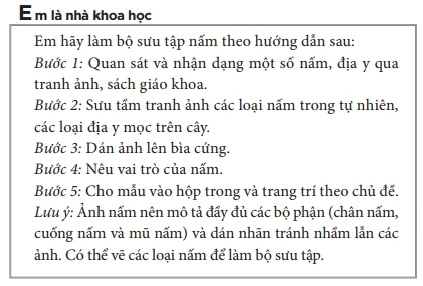 Em là nhà khoa học
Em hãy làm bộ sưu tập nấm theo hướng dẫn sau:
Bước 1: Quan sát và nhận dạng một số nấm, địa y qua
tranh ảnh, sách giáo khoa.
Bước 2: Sưu tầm tranh ảnh các loại nấm trong tự nhiên,
các loại địa y mọc trên cây.
Bước 3: Dán ảnh lên bìa cứng.
Bước 4: Nêu vai trò của nấm.
Bước 5: Cho mẫu vào hộp trong và trang trí theo chủ đề.
Lưu ý: Ảnh nấm nên mô tả đầy đủ các bộ phận (chân nấm,
cuống nấm và mũ nấm) và dán nhãn tránh nhầm lẫn các
ảnh. Có thể vẽ các loại nấm để làm bộ sưu tập.